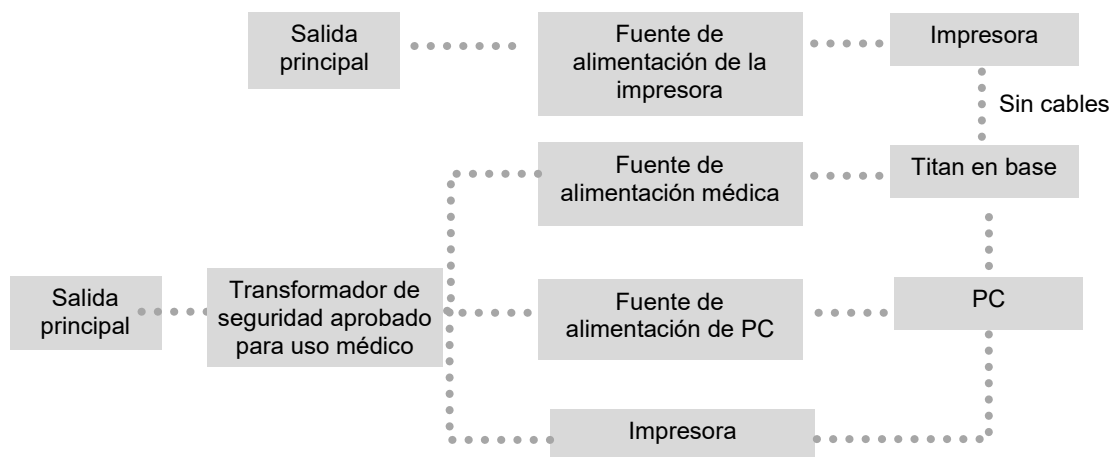 Salida
principal
Fuente de
alimentación de la
impresora
Impresora
Sin cables
Fuente de
alimentación médica
Titan en base
Salida
principal
Transformador de
seguridad aprobado
para uso médico
Fuente de
alimentación de PC
PC
Impresora